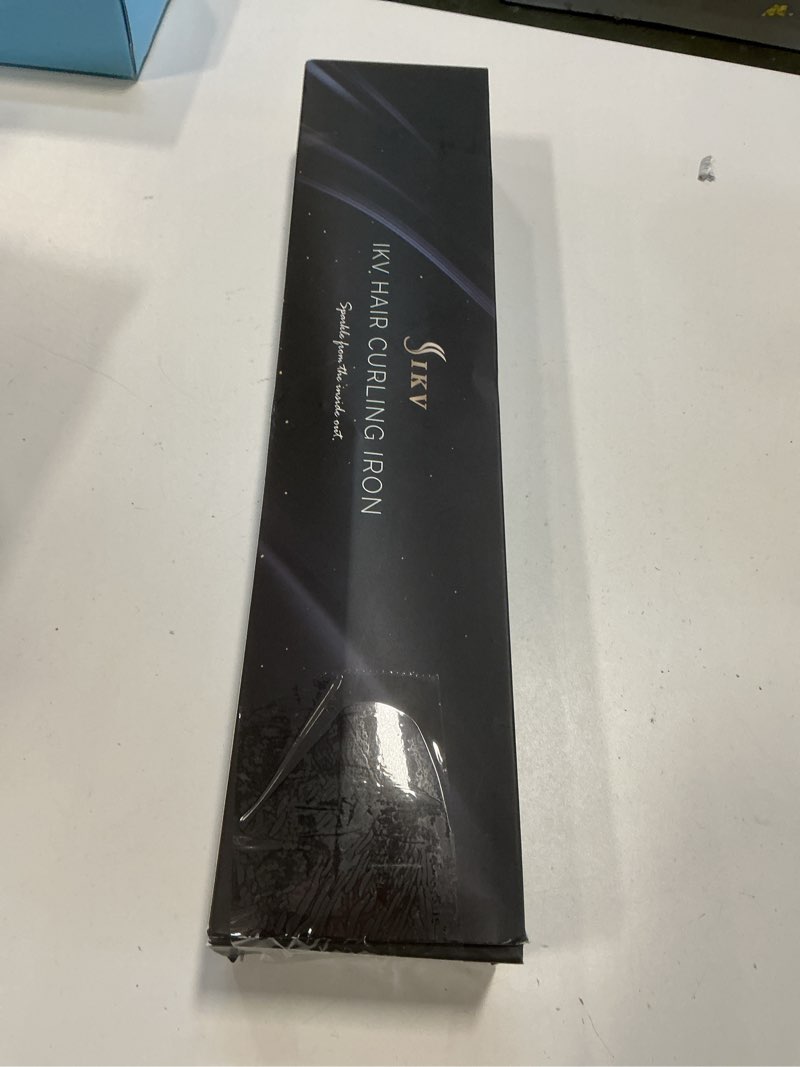 IKV
IKV HAIR CURLING IRON
Sparkle from the inside out.